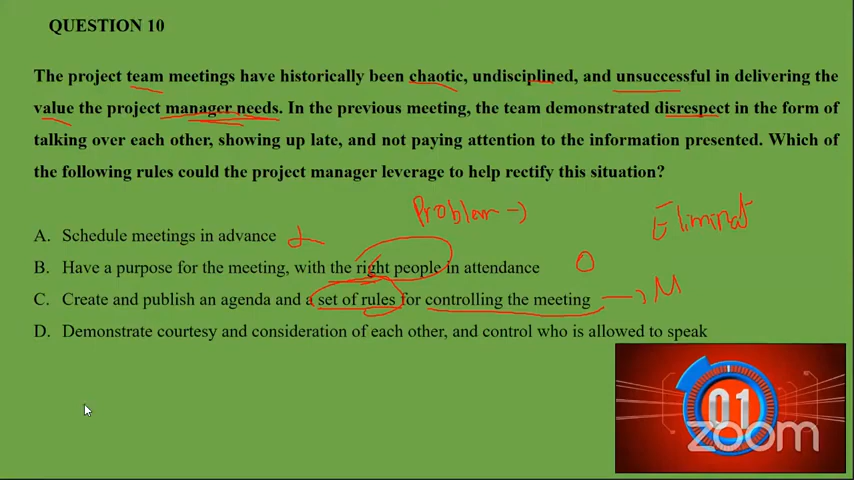 QUESTION 10
The project team meetings have historically been chaotic, undisciplined, and unsuccessful in delivering the
value the project manager needs. In the previous meeting, the team demonstrated disrespect in the form of
talking over each other, showing up late, and not paying attention to the information presented. Which of
the following rules could the project manager leverage to help rectify this situation?
Problem →
Eliminat
A. Schedule meetings in advance
B. Have a purpose for the meeting, with the right people in attendance
C. Create and publish an agenda and a set of rules for controlling the meeting → M
D. Demonstrate courtesy and consideration of each other, and control who is allowed to speak
01
zoom